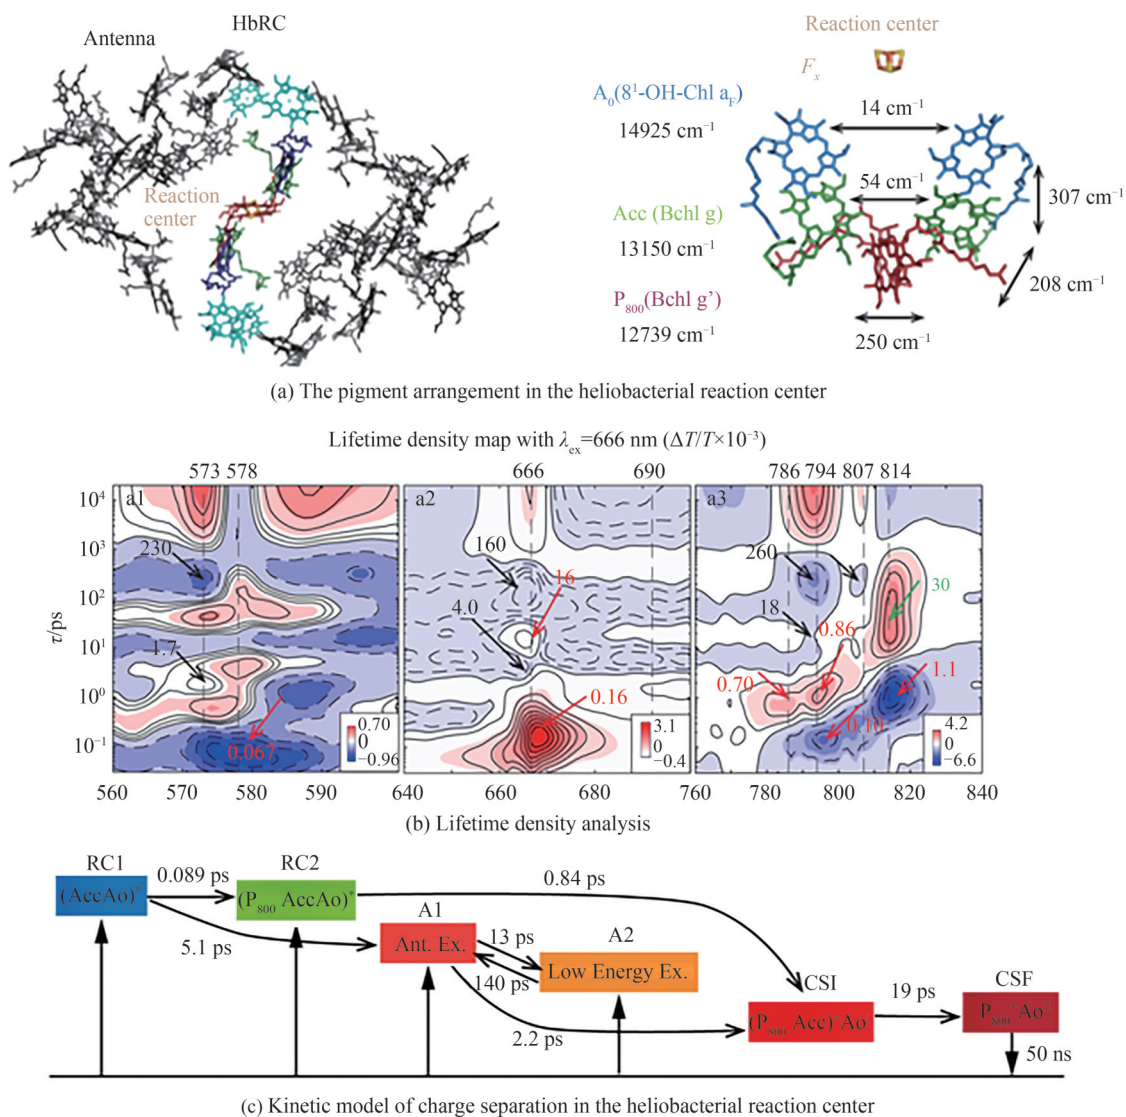 HbRC
Antenna
Reaction
center
Reaction center
Fₓ
A₀(8¹-OH-Chl a_F)
14925 cm⁻¹
14 cm⁻¹
54 cm⁻¹
307 cm⁻¹
Acc (Bchl g)
13150 cm⁻¹
208 cm⁻¹
P₈₀₀(Bchl g’)
12739 cm⁻¹
250 cm⁻¹
(a) The pigment arrangement in the heliobacterial reaction center
Lifetime density map with λ_ex=666 nm (ΔT/T×10⁻³)
573 578 666 690 786 794 807 814
a1 a2 a3
10⁴
10³
10²
10¹
10⁰
10⁻¹
τ/ps
230
1.7
0.067
0.70
0
−0.96
160
16
4.0
0.16
3.1
0
−0.4
260
30
18
0.86
0.70
1.1
0.10
4.2
0
−6.6
560 570 580 590 640 660 680 760 780 800 820 840
(b) Lifetime density analysis
RC1
(AccAo)*
0.089 ps
RC2
(P₈₀₀ AccAo)*
0.84 ps
5.1 ps
A1
Ant. Ex.
13 ps
140 ps
A2
Low Energy Ex.
2.2 ps
CSI
(P₈₀₀ Acc)⁺Ao⁻
19 ps
CSF
P₈₀₀⁺Ao⁻
50 ns
(c) Kinetic model of charge separation in the heliobacterial reaction center